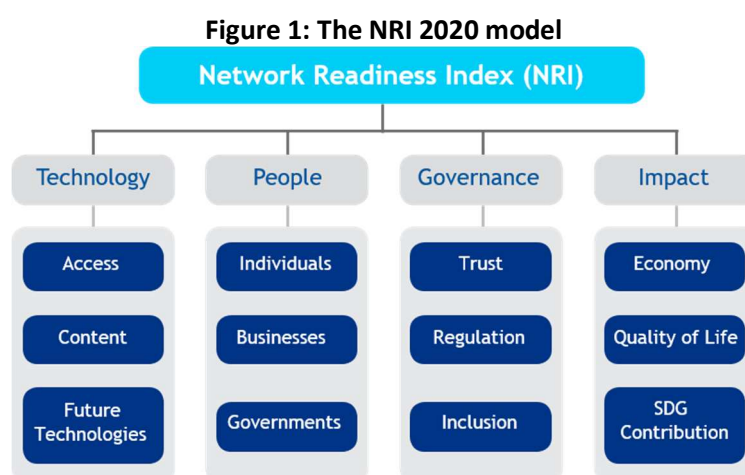 Figure 1: The NRI 2020 model
Network Readiness Index (NRI)
Technology
People
Governance
Impact
Access
Individuals
Trust
Economy
Content
Businesses
Regulation
Quality of Life
Future
Technologies
Governments
Inclusion
SDG
Contribution